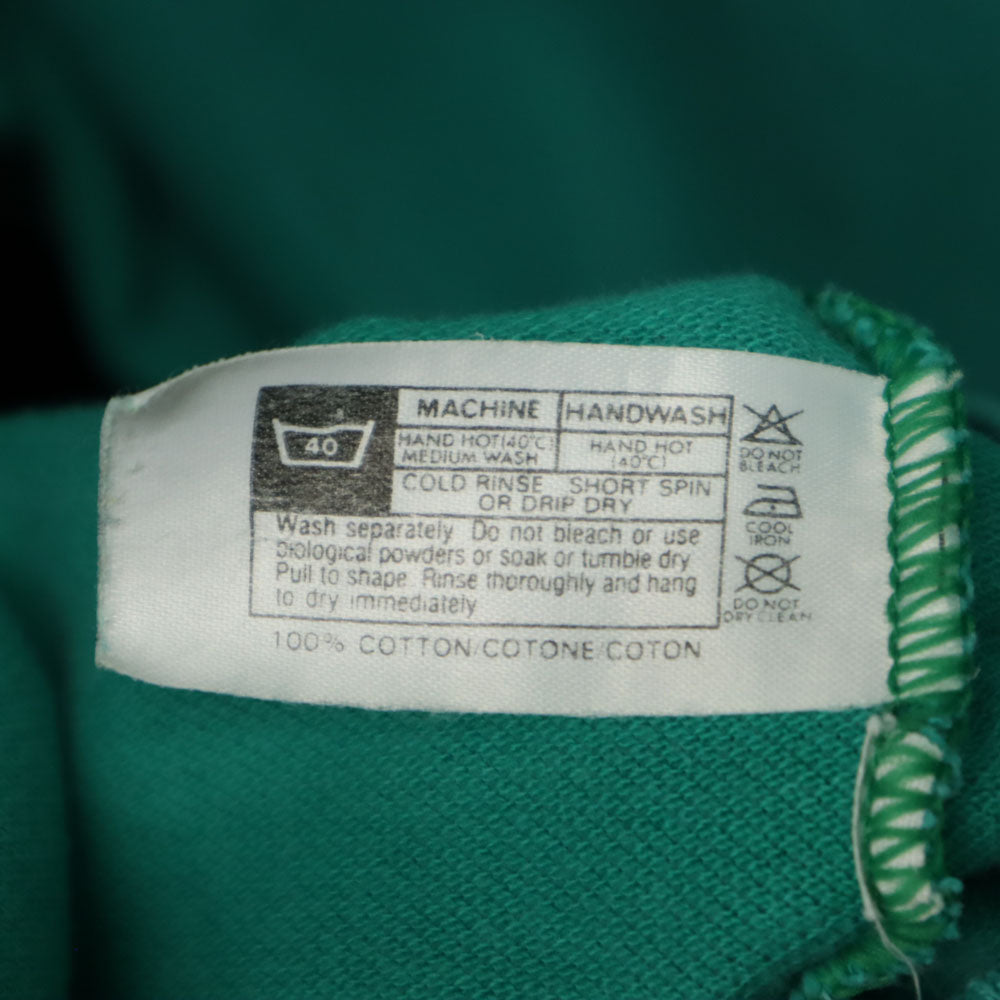 40
MACHINE HANDWASH
HAND HOT(40°C) HAND HOT
MEDIUM WASH (40°C)
COLD RINSE SHORT SPIN
OR DRIP DRY
Wash separately Do not bleach or use
biological powders or soak or tumble dry
Pull to shape. Rinse thoroughly and hang
to dry immediately
DO NOT
BLEACH
COOL
IRON
DO NOT
DRY CLEAN
100% COTTON/COTONE/COTON